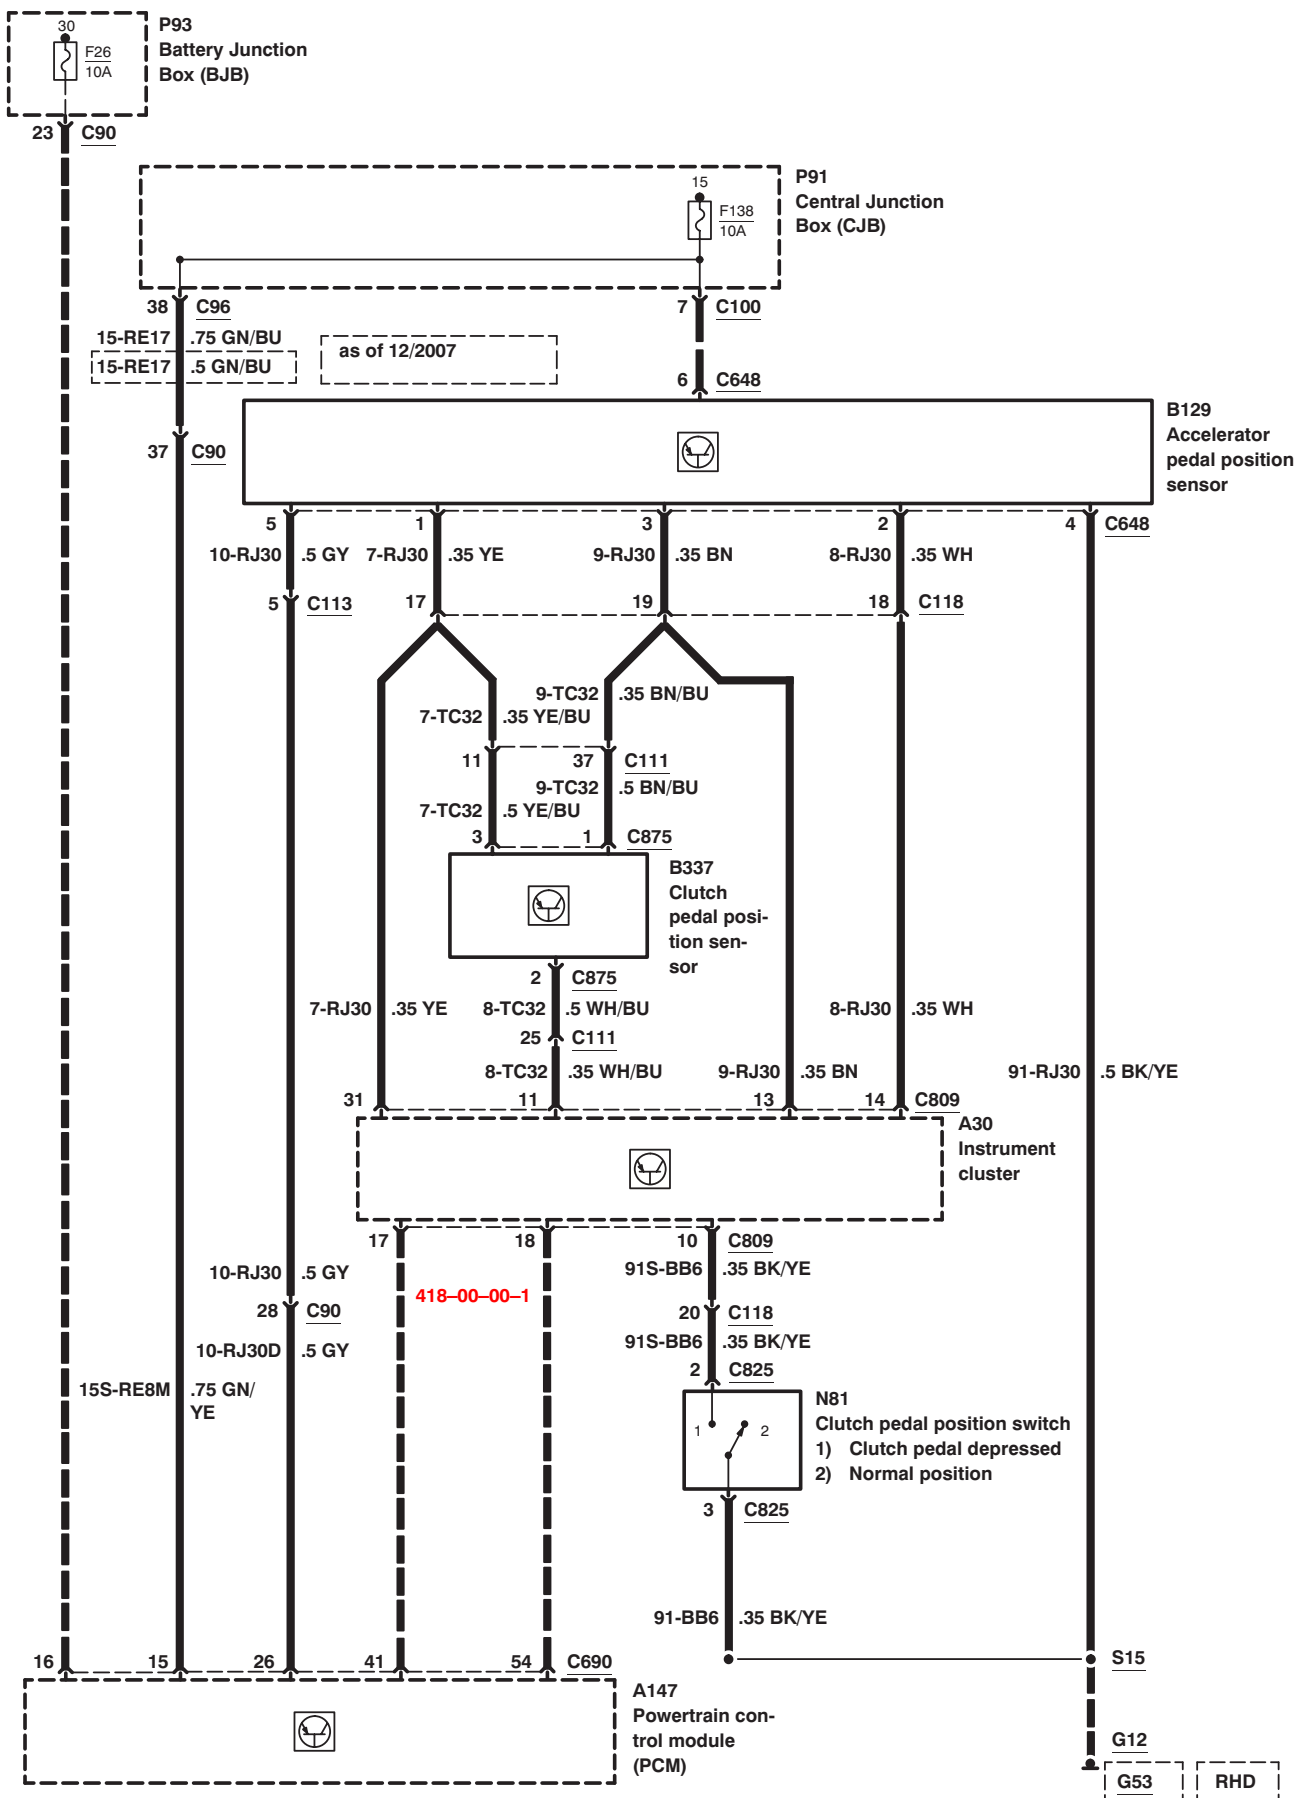 30
F26
10A
P93
Battery Junction
Box (BJB)
23 C90
P91
Central Junction
Box (CJB)
15
F138
10A
38 C96
7 C100
15-RE17 .75 GN/BU
15-RE17 .5 GN/BU
as of 12/2007
6 C648
B129
Accelerator
pedal position
sensor
37 C90
5 1 3 2 4 C648
10-RJ30 .5 GY 7-RJ30 .35 YE 9-RJ30 .35 BN 8-RJ30 .35 WH
5 C113 17 19 18 C118
9-TC32 .35 BN/BU
7-TC32 .35 YE/BU
11 37 C111
9-TC32 .5 BN/BU
7-TC32 .5 YE/BU
3 1 C875
B337
Clutch
pedal posi-
tion sen-
sor
2 C875
7-RJ30 .35 YE 8-TC32 .5 WH/BU 8-RJ30 .35 WH
25 C111
8-TC32 .35 WH/BU 9-RJ30 .35 BN 91-RJ30 .5 BK/YE
31 11 13 14 C809
A30
Instrument
cluster
17 18 10 C809
10-RJ30 .5 GY 91S-BB6 .35 BK/YE
418–00–00–1
28 C90 20 C118
10-RJ30D .5 GY 91S-BB6 .35 BK/YE
2 C825
15S-RE8M .75 GN/
YE
N81
Clutch pedal position switch
1) Clutch pedal depressed
2) Normal position
1 2
3 C825
91-BB6 .35 BK/YE
16 15 26 41 54 C690
S15
A147
Powertrain con-
trol module
(PCM)
G12
G53 RHD